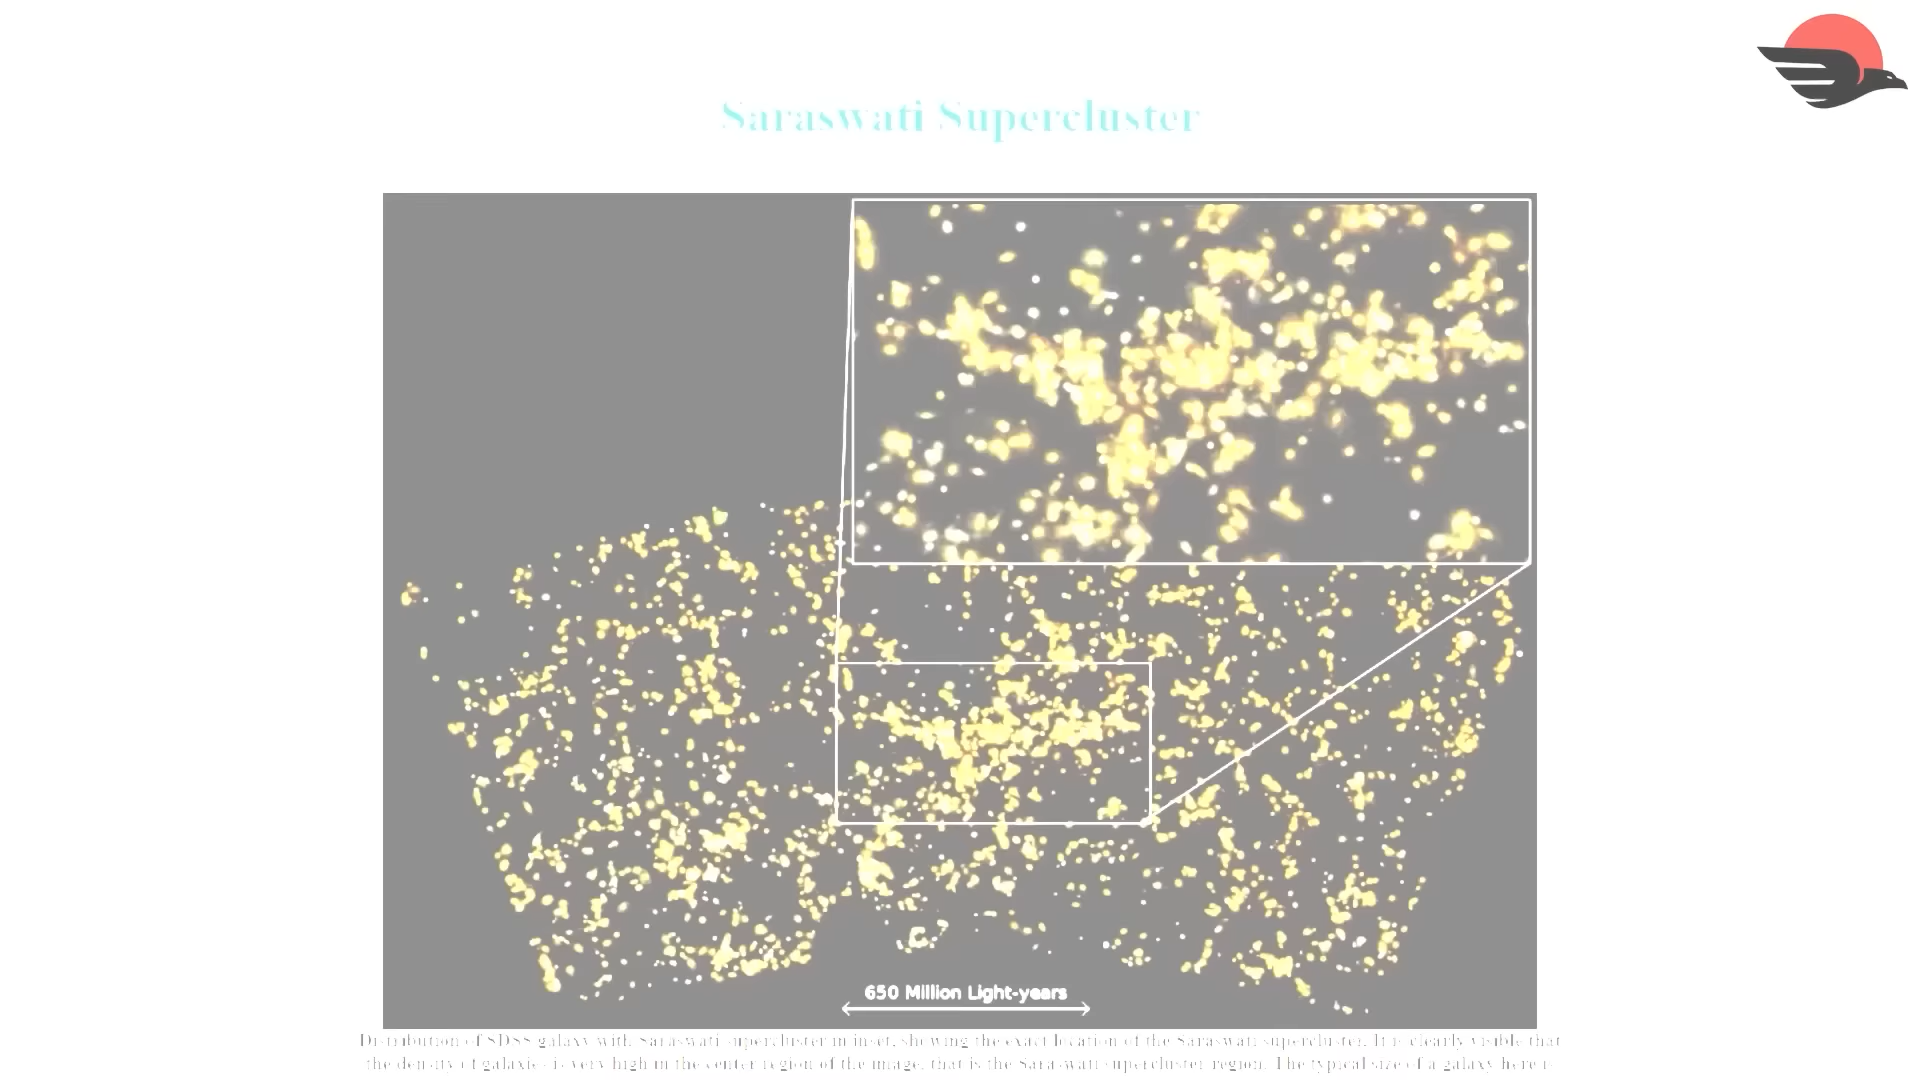 Saraswati Supercluster
650 Million Light-years
Distribution of SDSS galaxy with Saraswati supercluster in inset, showing the exact location of the Saraswati supercluster. It is clearly visible that
the density of galaxies is very high in the center region of the image, that is the Saraswati supercluster region. The typical size of a galaxy here is